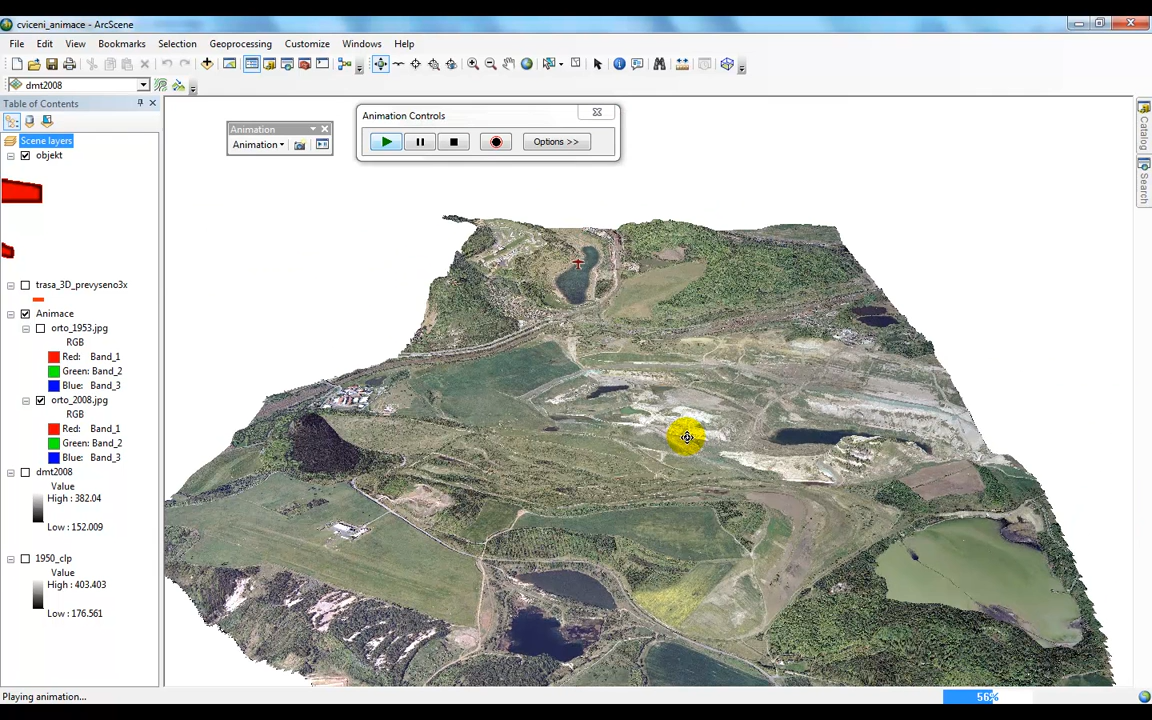 cviceni_animace - ArcScene
File Edit View Bookmarks Selection Geoprocessing Customize Windows Help
dmt2008
Table of Contents
Scene layers
objekt
trasa_3D_prevyseno3x
Animace
orto_1953.jpg
RGB
Red: Band_1
Green: Band_2
Blue: Band_3
orto_2008.jpg
RGB
Red: Band_1
Green: Band_2
Blue: Band_3
dmt2008
Value
High : 382.04
Low : 152.009
1950_clp
Value
High : 403.403
Low : 176.561
Animation
Animation
Animation Controls
Options >>
Catalog
Search
Playing animation...
56%